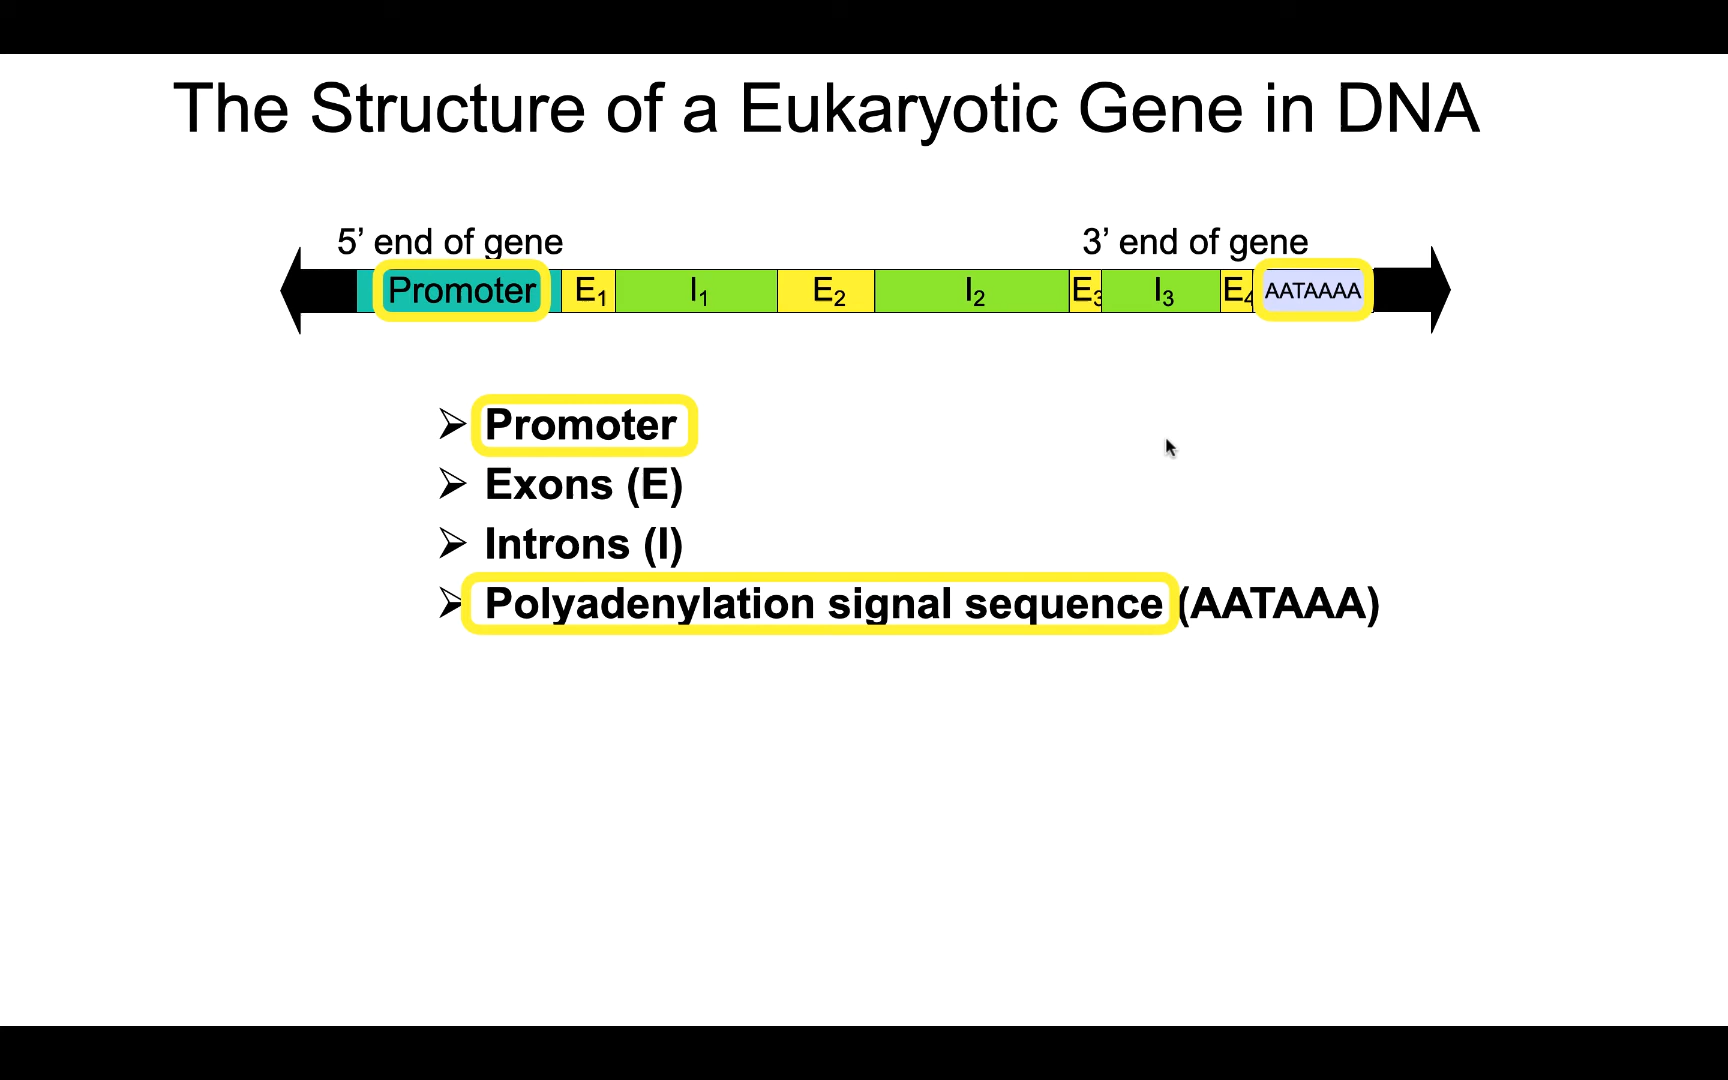 The Structure of a Eukaryotic Gene in DNA
5’ end of gene 3’ end of gene
Promoter E₁ I₁ E₂ I₂ E₃ I₃ E₄ AATAAAA
➢ Promoter
➢ Exons (E)
➢ Introns (I)
➢ Polyadenylation signal sequence (AATAAA)